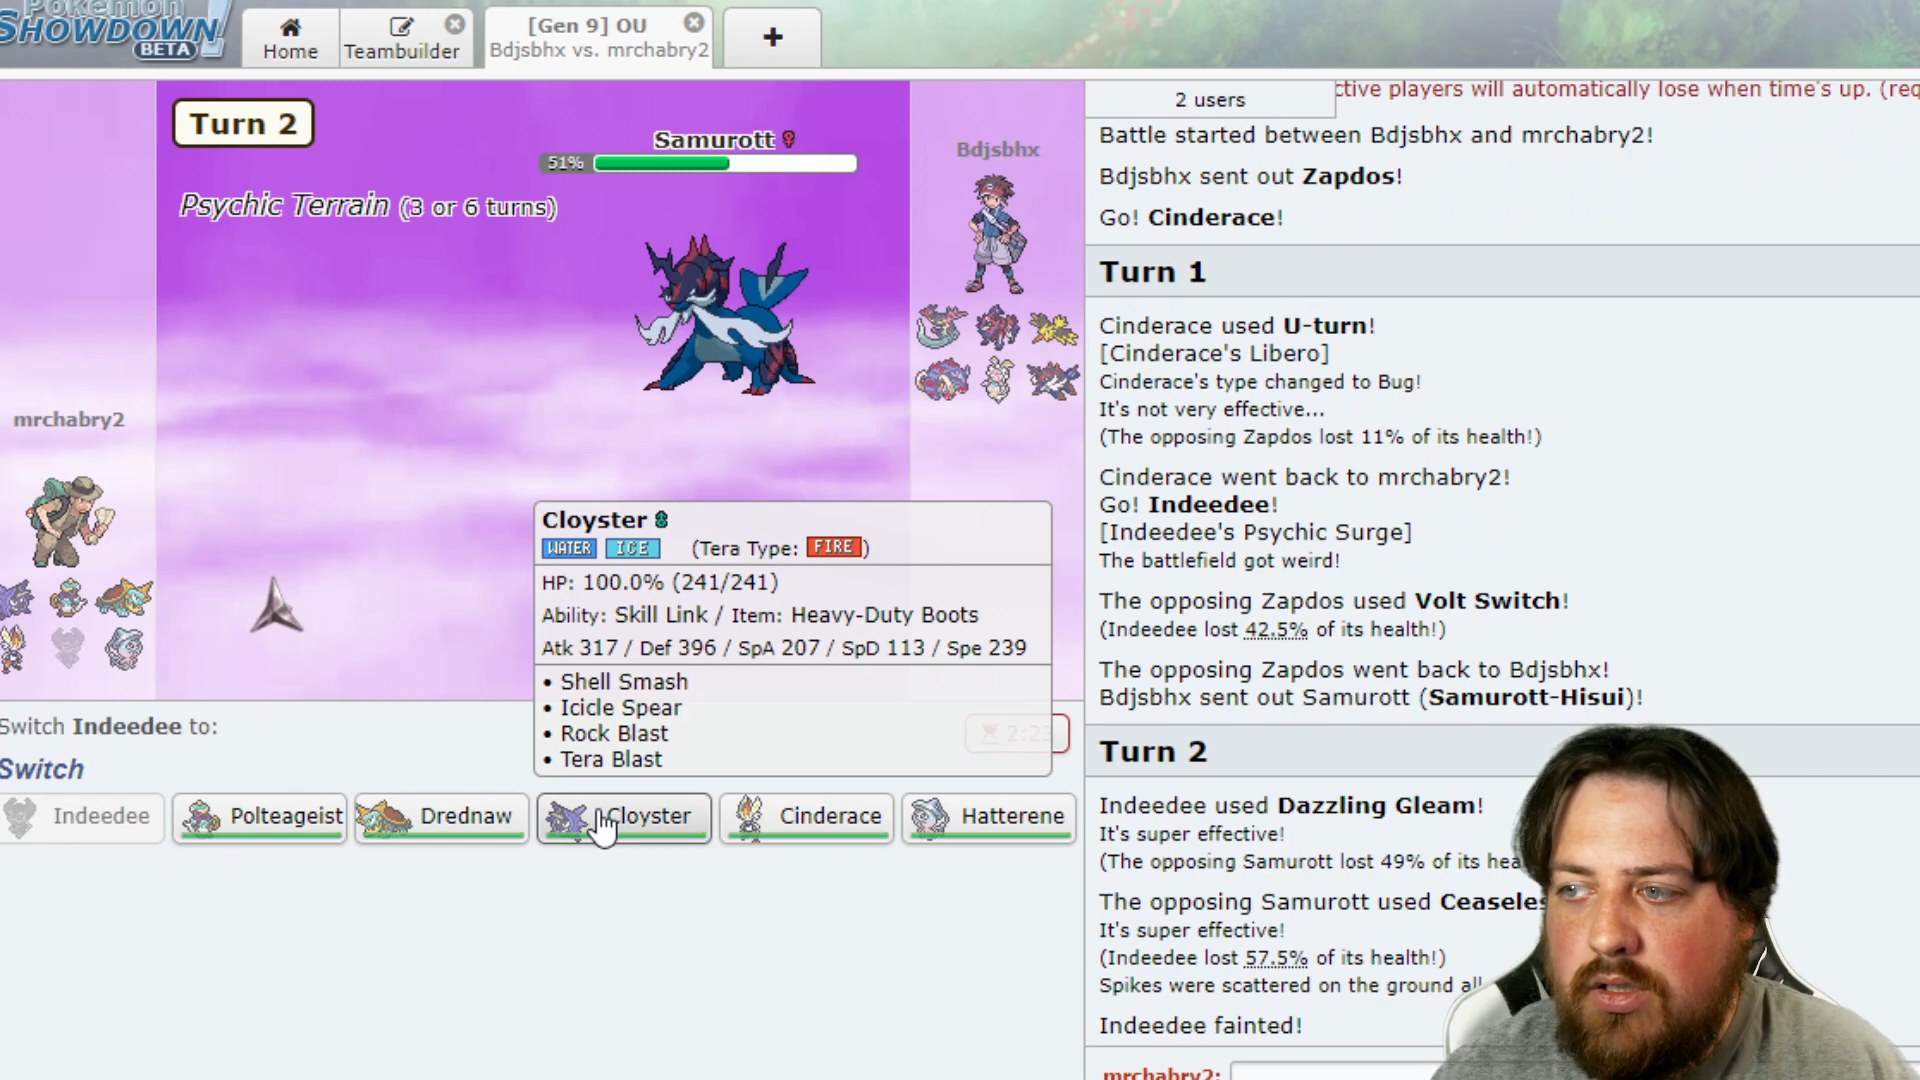 Pokémon
SHOWDOWN!
BETA
Home
Teambuilder
[Gen 9] OU
Bdjsbhx vs. mrchabry2
+
Turn 2
Psychic Terrain (3 or 6 turns)
Samurott
51%
Bdjsbhx
mrchabry2
Cloyster
WATER ICE (Tera Type: FIRE)
HP: 100.0% (241/241)
Ability: Skill Link / Item: Heavy-Duty Boots
Atk 317 / Def 396 / SpA 207 / SpD 113 / Spe 239
• Shell Smash
• Icicle Spear
• Rock Blast
• Tera Blast
Switch Indeedee to:
2:23
Switch
Indeedee
Polteageist
Drednaw
Cloyster
Cinderace
Hatterene
2 users
ctive players will automatically lose when time's up. (req
Battle started between Bdjsbhx and mrchabry2!
Bdjsbhx sent out Zapdos!
Go! Cinderace!
Turn 1
Cinderace used U-turn!
[Cinderace's Libero]
Cinderace's type changed to Bug!
It's not very effective...
(The opposing Zapdos lost 11% of its health!)
Cinderace went back to mrchabry2!
Go! Indeedee!
[Indeedee's Psychic Surge]
The battlefield got weird!
The opposing Zapdos used Volt Switch!
(Indeedee lost 42.5% of its health!)
The opposing Zapdos went back to Bdjsbhx!
Bdjsbhx sent out Samurott (Samurott-Hisui)!
Turn 2
Indeedee used Dazzling Gleam!
It's super effective!
(The opposing Samurott lost 49% of its hea
The opposing Samurott used Ceaseles
It's super effective!
(Indeedee lost 57.5% of its health!)
Spikes were scattered on the ground all
Indeedee fainted!
mrchabry2: